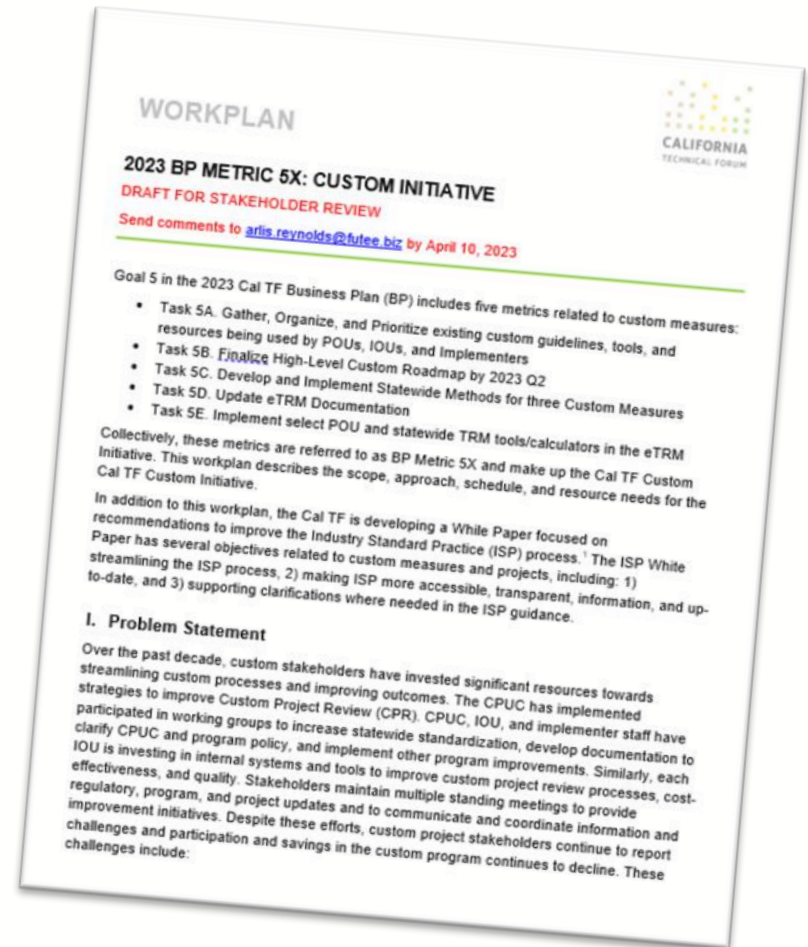 WORKPLAN
CALIFORNIA
TECHNICAL FORUM
2023 BP METRIC 5X: CUSTOM INITIATIVE
DRAFT FOR STAKEHOLDER REVIEW
Send comments to arlis.reynolds@futee.biz by April 10, 2023
Goal 5 in the 2023 Cal TF Business Plan (BP) includes five metrics related to custom measures:
• Task 5A. Gather, Organize, and Prioritize existing custom guidelines, tools, and
resources being used by POUs, IOUs, and Implementers
• Task 5B. Finalize High-Level Custom Roadmap by 2023 Q2
• Task 5C. Develop and Implement Statewide Methods for three Custom Measures
• Task 5D. Update eTRM Documentation
• Task 5E. Implement select POU and statewide TRM tools/calculators in the eTRM
Collectively, these metrics are referred to as BP Metric 5X and make up the Cal TF Custom
Initiative. This workplan describes the scope, approach, schedule, and resource needs for the
Cal TF Custom Initiative.
In addition to this workplan, the Cal TF is developing a While Paper focused on
recommendations to improve the Industry Standard Practice (ISP) process.¹ The ISP White
Paper has several objectives related to custom measures and projects, including: 1)
streamlining the ISP process, 2) making ISP more accessible, transparent, information, and up-
to-date, and 3) supporting clarifications where needed in the ISP guidance.
I. Problem Statement
Over the past decade, custom stakeholders have invested significant resources towards
streamlining custom processes and improving outcomes. The CPUC has implemented
strategies to improve Custom Project Review (CPR). CPUC, IOU, and implementer staff have
participated in working groups to increase statewide standardization, develop documentation to
clarify CPUC and program policy, and implement other program improvements. Similarly, each
IOU is investing in internal systems and tools to improve custom project review processes, cost-
effectiveness, and quality. Stakeholders maintain multiple standing meetings to provide
regulatory, program, and project updates and to communicate and coordinate information and
improvement initiatives. Despite these efforts, custom project stakeholders continue to report
challenges and participation and savings in the custom program continues to decline. These
challenges include: